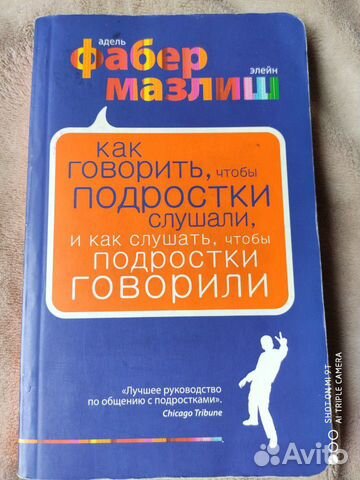 адель
фабер
мазлиш
элейн
как
говорить, чтобы
подростки
слушали,
и как слушать, чтобы
подростки
говорили
«Лучшее руководство
по общению с подростками».
Chicago Tribune
SHOT ON MI 9T
AI TRIPLE CAMERA
Avito